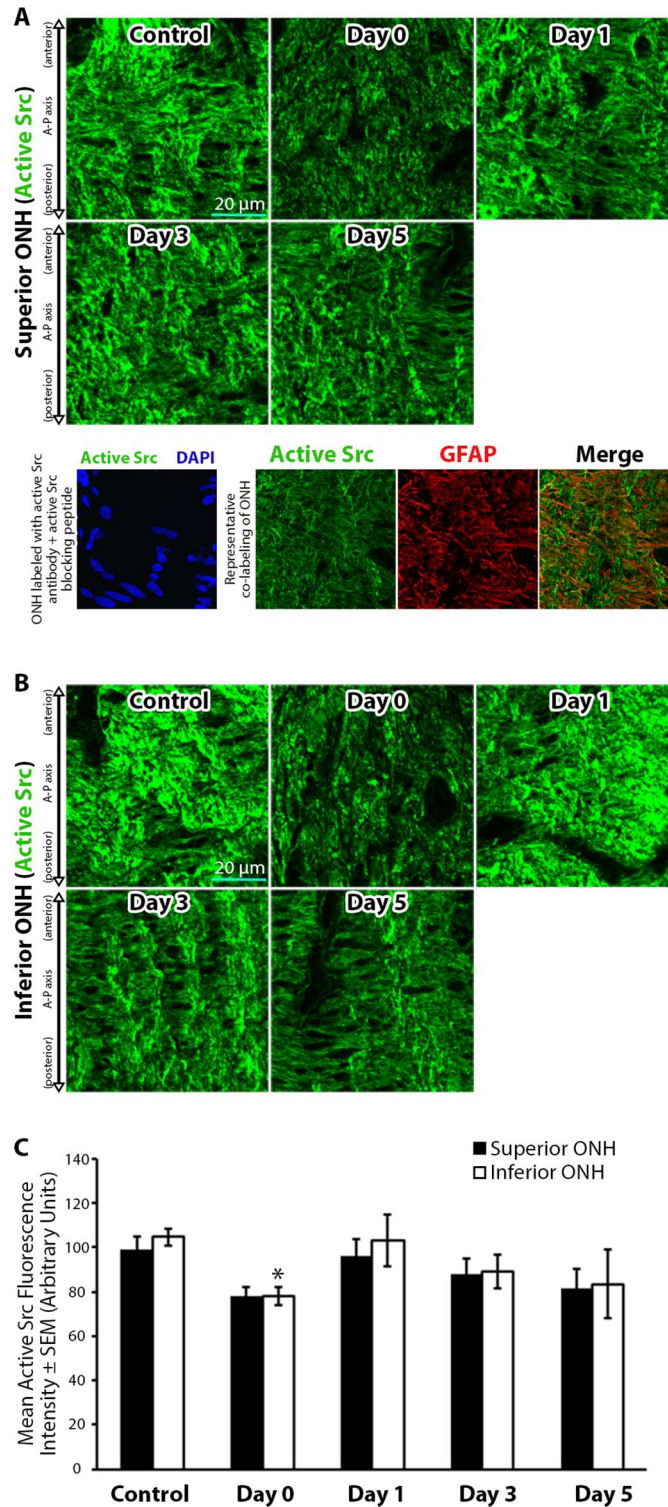 A
Superior ONH (Active Src)
(anterior)
A-P axis
(posterior)
Control
Day 0
Day 1
20 µm
(anterior)
A-P axis
(posterior)
Day 3
Day 5
ONH labeled with active Src
antibody + active Src
blocking peptide
Active Src DAPI
Representative
co-labeling of ONH
Active Src
GFAP
Merge
B
Inferior ONH (Active Src)
(anterior)
A-P axis
(posterior)
Control
Day 0
Day 1
20 µm
(anterior)
A-P axis
(posterior)
Day 3
Day 5
C
Mean Active Src Fluorescence
Intensity ± SEM (Arbitrary Units)
140
120
100
80
60
40
20
0
Superior ONH
Inferior ONH
*
Control
Day 0
Day 1
Day 3
Day 5